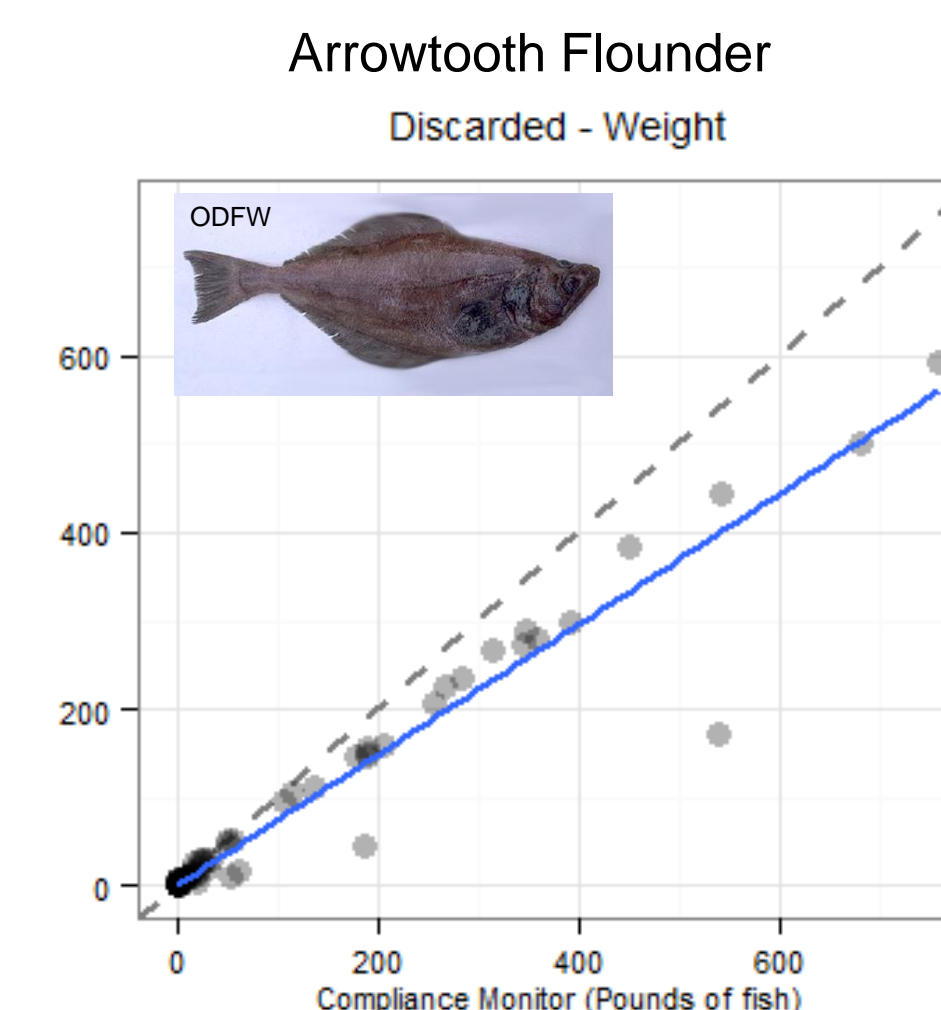 Arrowtooth Flounder
Discarded - Weight
ODFW
600
400
200
0
0 200 400 600
Compliance Monitor (Pounds of fish)